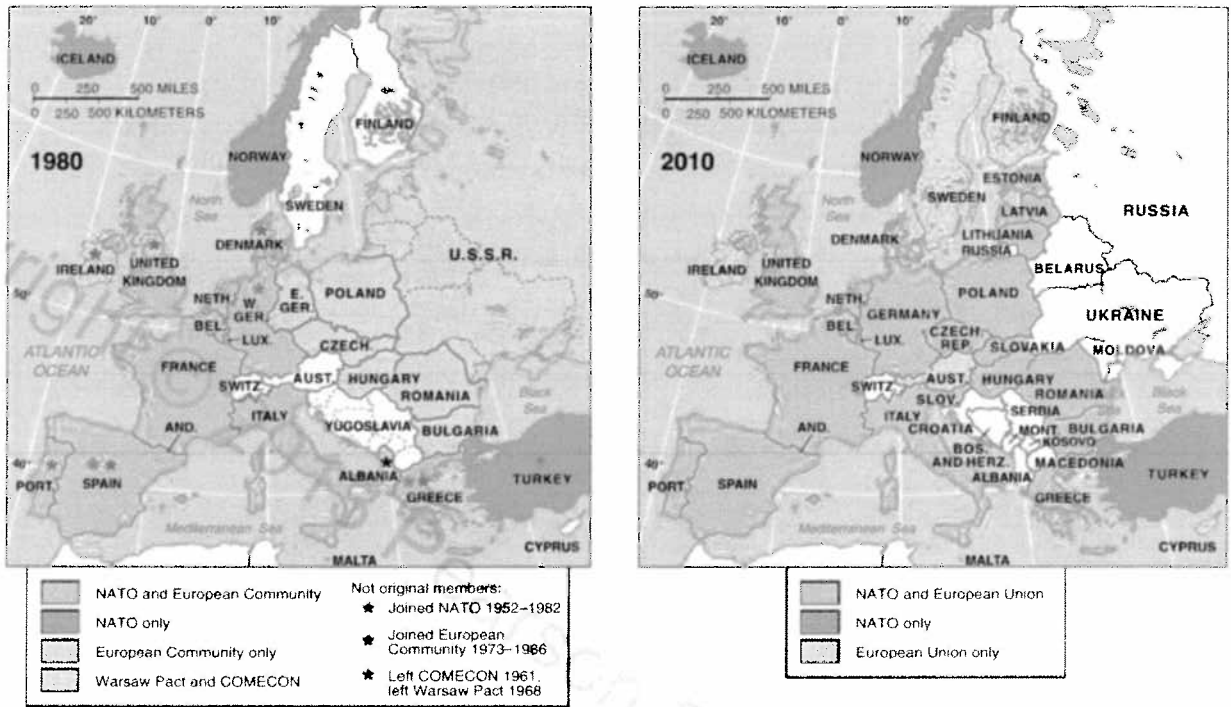 20°
10°
0°
10°
ICELAND
0 250 500 MILES
0 250 500 KILOMETERS
1980
NORWAY
FINLAND
SWEDEN
North
Sea
DENMARK
U.S.S.R.
IRELAND
UNITED
KINGDOM
NETH.
W.
GER.
E.
GER.
POLAND
BEL.
LUX.
CZECH.
ATLANTIC
OCEAN
FRANCE
SWITZ.
AUST.
HUNGARY
ROMANIA
ITALY
YUGOSLAVIA
Black
Sea
AND.
BULGARIA
40°
PORT.
SPAIN
ALBANIA
GREECE
TURKEY
Mediterranean Sea
MALTA
CYPRUS
NATO and European Community
NATO only
European Community only
Warsaw Pact and COMECON
Not original members:
★ Joined NATO 1952–1982
★ Joined European
Community 1973–1986
★ Left COMECON 1961,
left Warsaw Pact 1968
20°
10°
0°
10°
ICELAND
0 250 500 MILES
0 250 500 KILOMETERS
2010
NORWAY
FINLAND
SWEDEN
ESTONIA
LATVIA
LITHUANIA
RUSSIA
RUSSIA
North
Sea
DENMARK
IRELAND
UNITED
KINGDOM
BELARUS
NETH.
GERMANY
POLAND
UKRAINE
BEL.
LUX.
CZECH
REP.
SLOVAKIA
MOLDOVA
ATLANTIC
OCEAN
FRANCE
SWITZ.
AUST.
HUNGARY
SLOV.
ROMANIA
ITALY
CROATIA
SERBIA
Black
Sea
AND.
BOS.
AND HERZ.
MONT.
KOSOVO
BULGARIA
40°
PORT.
SPAIN
ALBANIA
MACEDONIA
GREECE
TURKEY
Mediterranean Sea
MALTA
CYPRUS
NATO and European Union
NATO only
European Union only